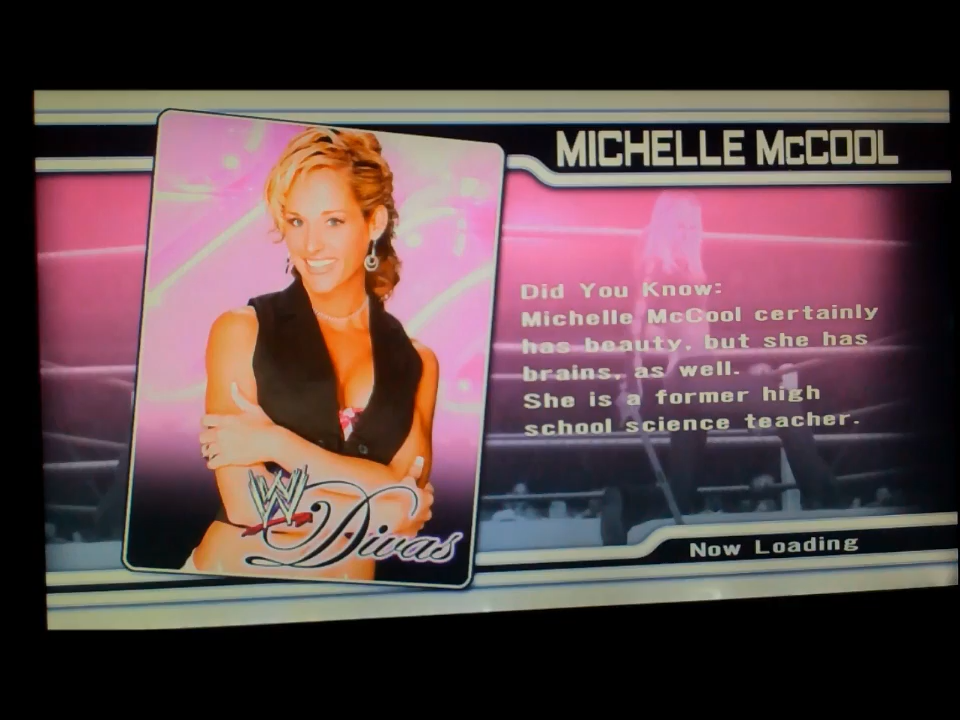 MICHELLE McCOOL
Did You Know:
Michelle McCool certainly
has beauty, but she has
brains, as well.
She is a former high
school science teacher.
W
Divas
Now Loading